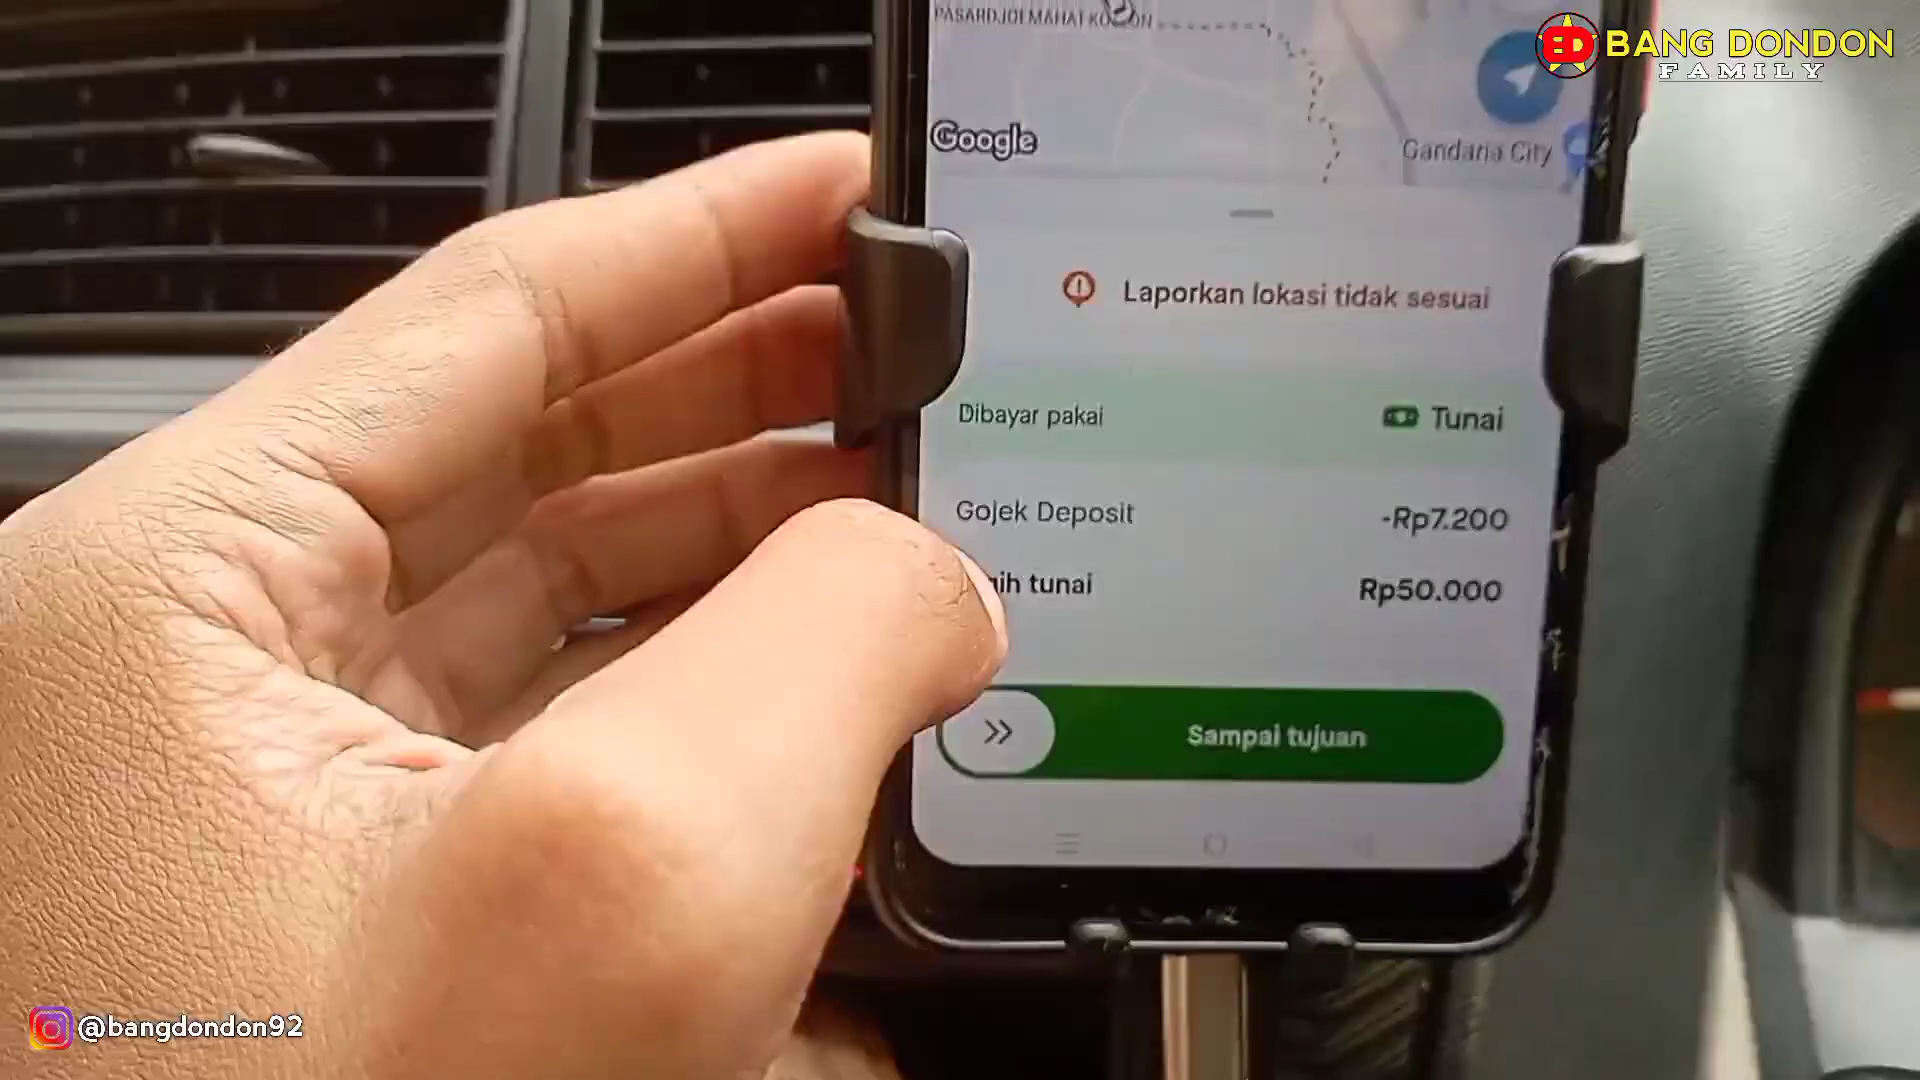 BANG DONDON
FAMILY
Google
Gandaria City
Laporkan lokasi tidak sesuai
Dibayar pakai
Tunai
Gojek Deposit
-Rp7.200
tunai
Rp50.000
Sampai tujuan
@bangdondon92